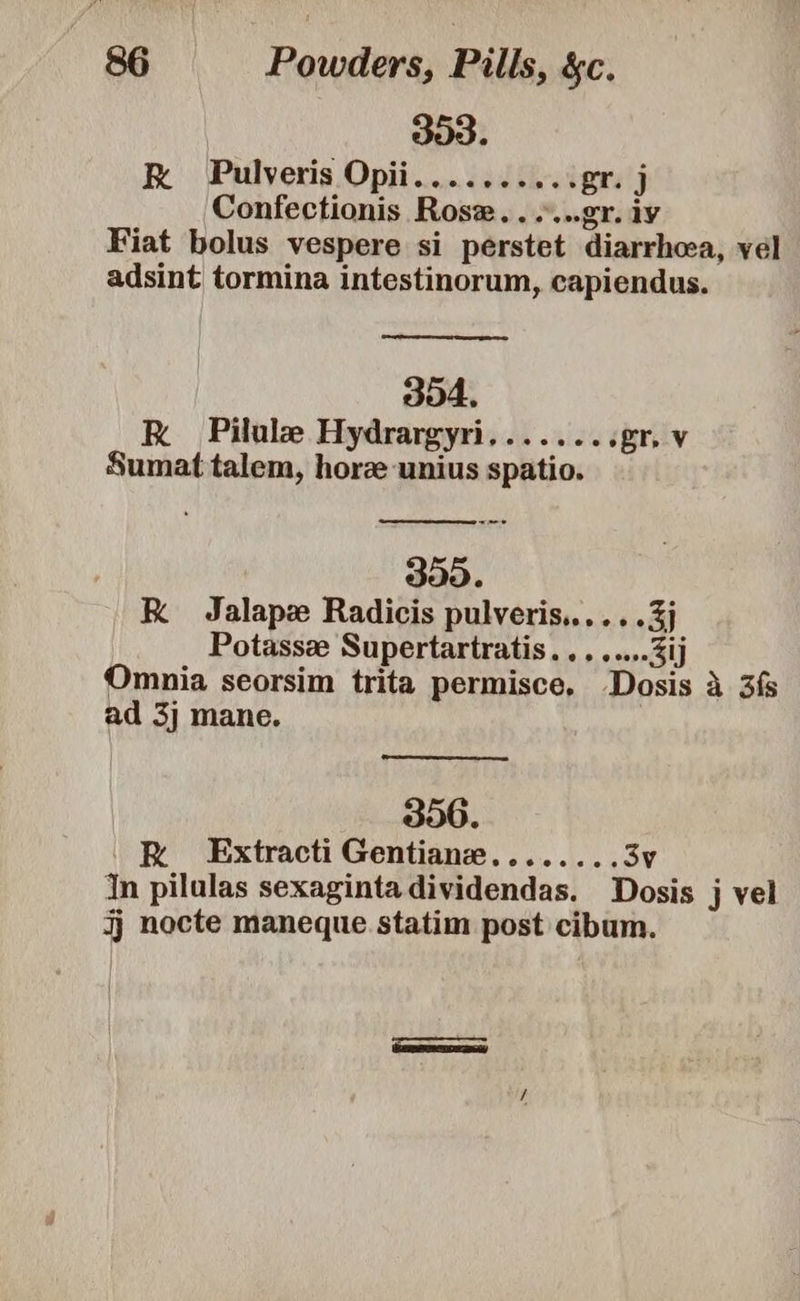 86 Powders, Pills, &c.
353.
℞ Pulveris Opii..........gr. j
Confectionis Rosæ......gr. iv
Fiat bolus vespere si perstet diarrhœa, vel
adsint tormina intestinorum, capiendus.
354.
℞ Pilulæ Hydrargyri.........gr. v
Sumat talem, horæ unius spatio.
355.
℞ Jalapæ Radicis pulveris......℥j
Potassæ Supertartratis........℥ij
Omnia seorsim trita permisce. Dosis à ʒſs
ad ʒj mane.
356.
℞ Extracti Gentianæ........ʒv
In pilulas sexaginta dividendas. Dosis j vel
ij nocte maneque statim post cibum.